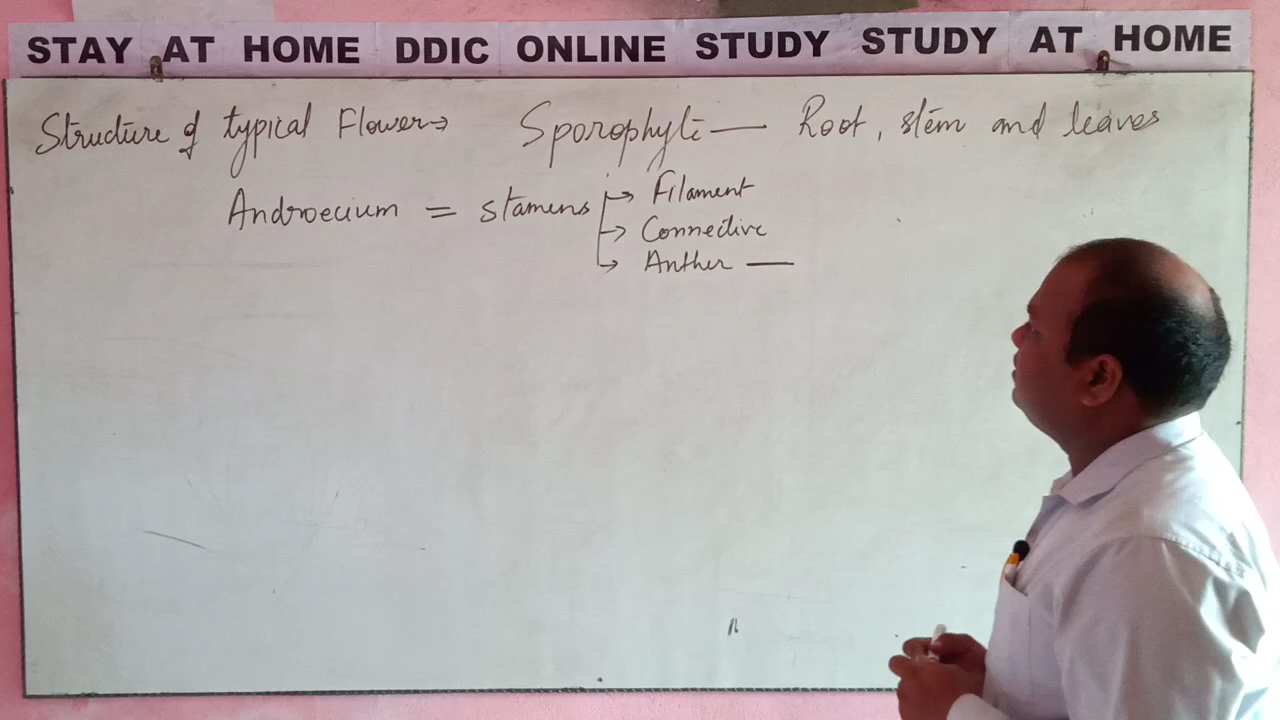 STAY AT HOME DDIC ONLINE STUDY STUDY AT HOME
Structure of typical Flower→ Sporophyte — Root, stem and leaves
Androecium = stamens → Filament
→ Connective
→ Anther —